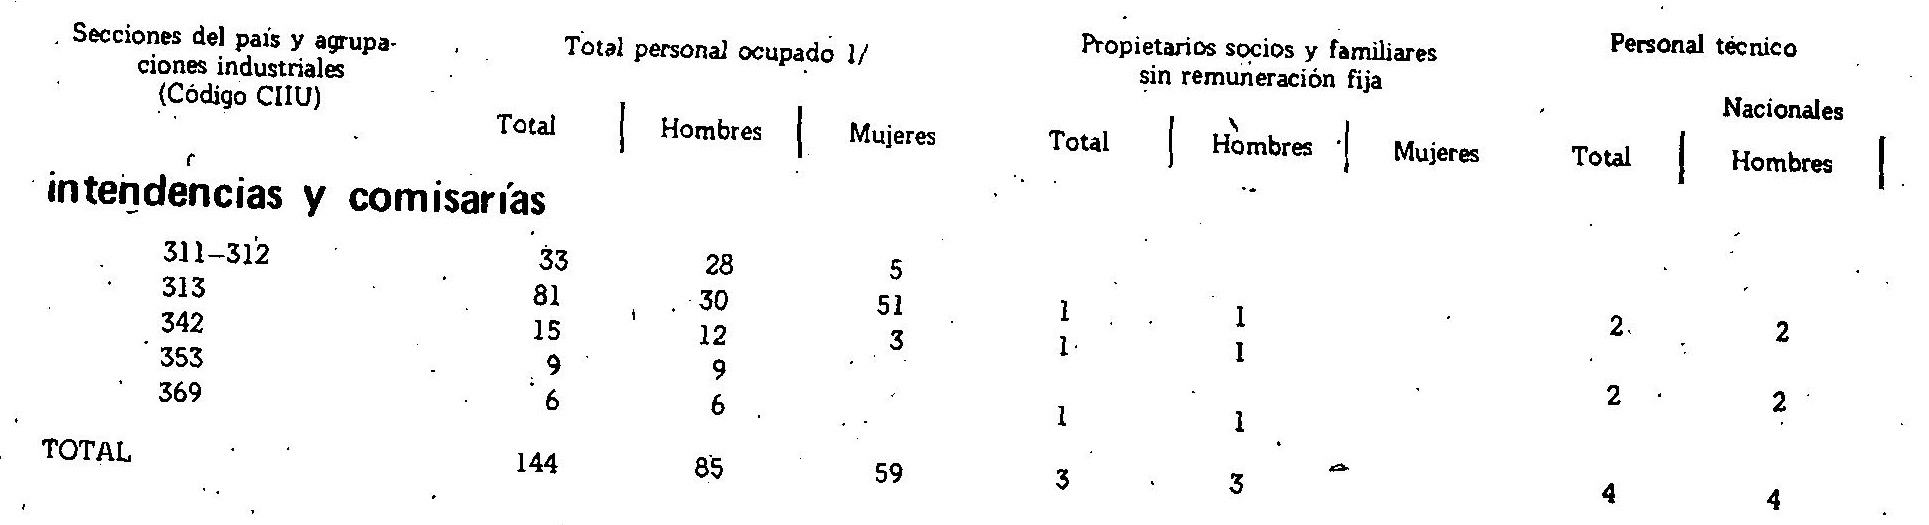 Secciones del país y agrupa- Total personal ocupado 1/ Propietarios socios y familiares Personal técnico
ciones industriales sin remuneración fija
(Código CIIU) Nacionales
Total | Hombres | Mujeres Total | Hombres | Mujeres Total | Hombres |
intendencias y comisarías
311-312 33 28 5
313 81 30 51 1 1 2 2
342 15 12 3 1 1
353 9 9 2 2
369 6 6 1 1
TOTAL 144 85 59 3 3 4 4